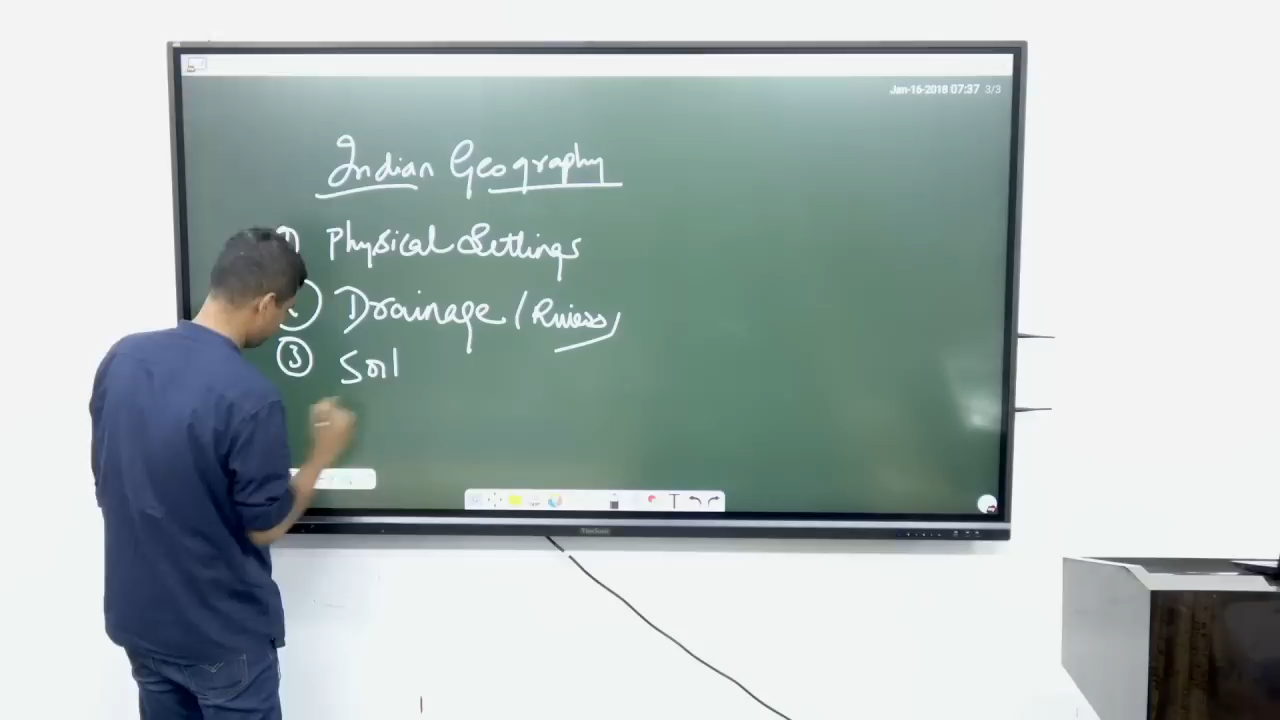 Jan-16-2018 07:37 3/3
Indian Geography
Physical Settings
Drainage / Rivers /
③ Soil
T